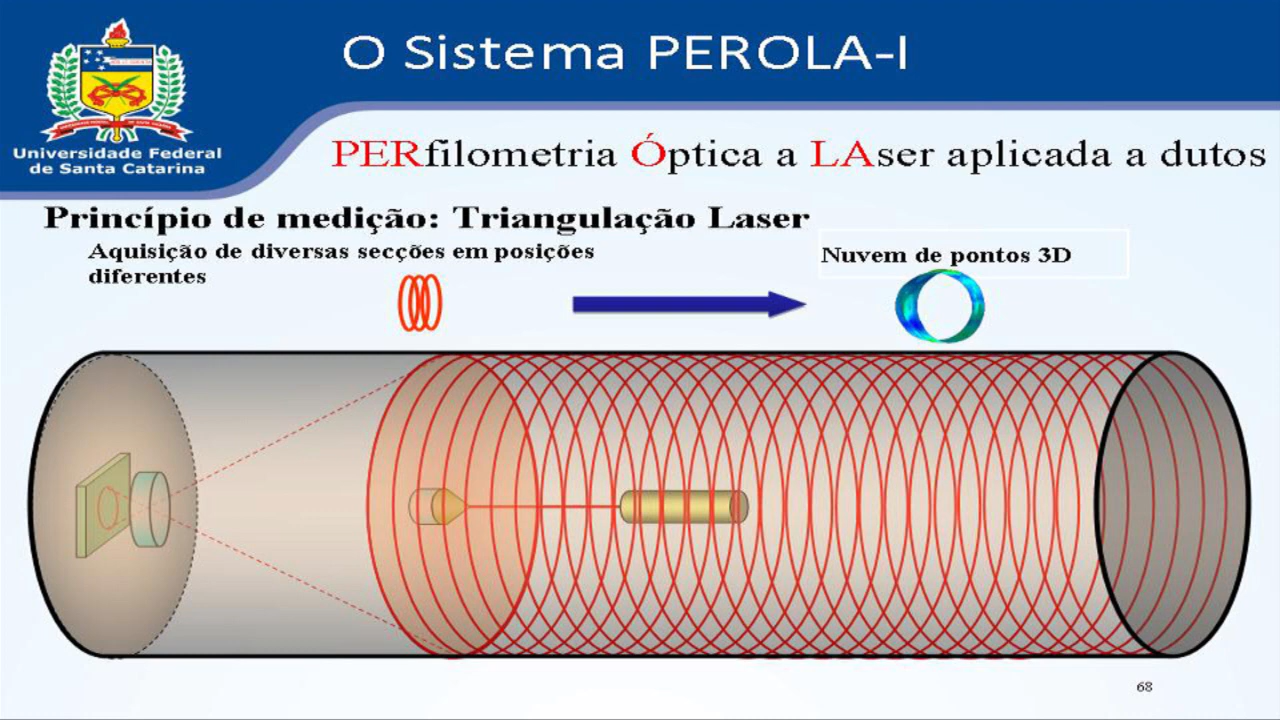 O Sistema PEROLA-I
Universidade Federal
de Santa Catarina
PERfilometria Óptica a LAser aplicada a dutos
Princípio de medição: Triangulação Laser
Aquisição de diversas secções em posições
diferentes
Nuvem de pontos 3D
68